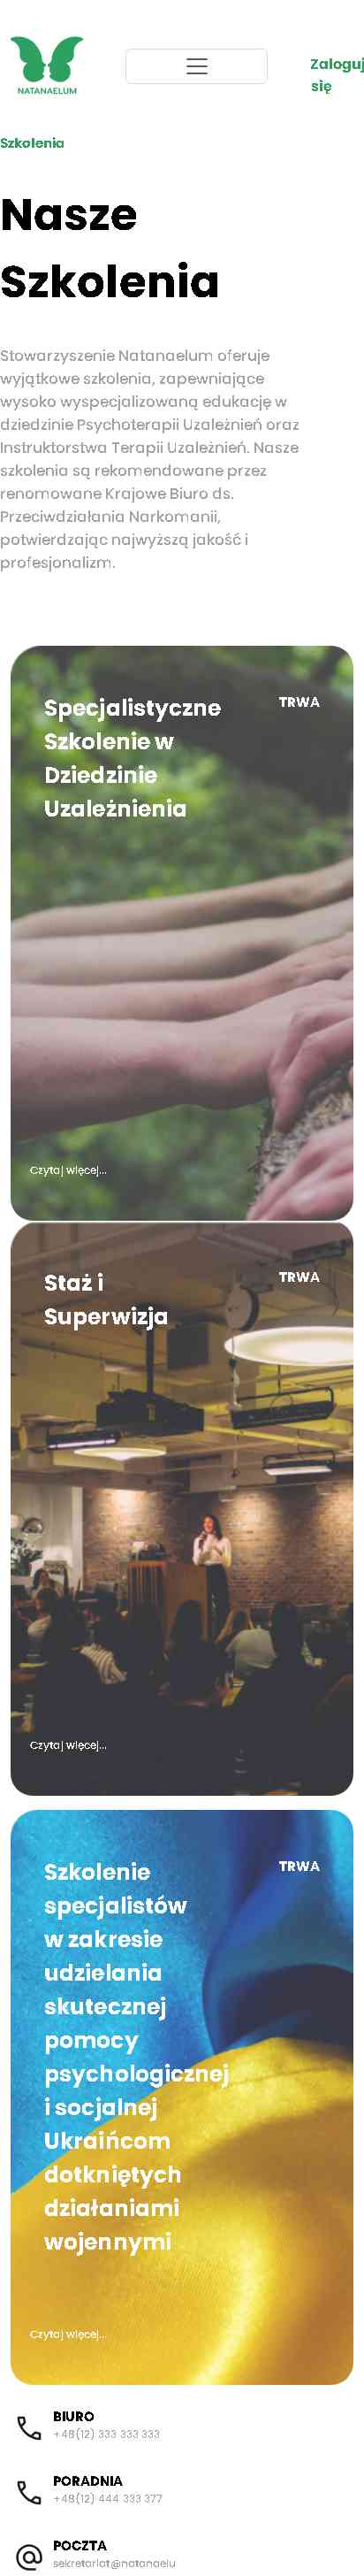 NATANAELUM
Zaloguj
się
Szkolenia
Nasze
Szkolenia
Stowarzyszenie Natanaelum oferuje
wyjątkowe szkolenia, zapewniające
wysoko wyspecjalizowaną edukację w
dziedzinie Psychoterapii Uzależnień oraz
Instruktorstwa Terapii Uzależnień. Nasze
szkolenia są rekomendowane przez
renomowane Krajowe Biuro ds.
Przeciwdziałania Narkomanii,
potwierdzając najwyższą jakość i
profesjonalizm.
Specjalistyczne
Szkolenie w
Dziedzinie
Uzależnienia
TRWA
Czytaj więcej...
Staż i
Superwizja
TRWA
Czytaj więcej...
Szkolenie
specjalistów
w zakresie
udzielania
skutecznej
pomocy
psychologicznej
i socjalnej
Ukraińcom
dotkniętych
działaniami
wojennymi
TRWA
Czytaj więcej...
BIURO
+48(12) 333 333 333
PORADNIA
+48(12) 444 333 377
POCZTA
sekretariat@natanaelu